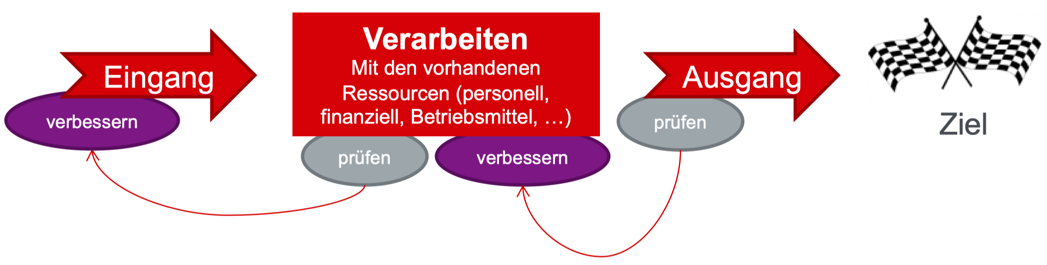 Eingang
verbessern
Verarbeiten
Mit den vorhandenen
Ressourcen (personell,
finanziell, Betriebsmittel, …)
prüfen
verbessern
Ausgang
prüfen
Ziel